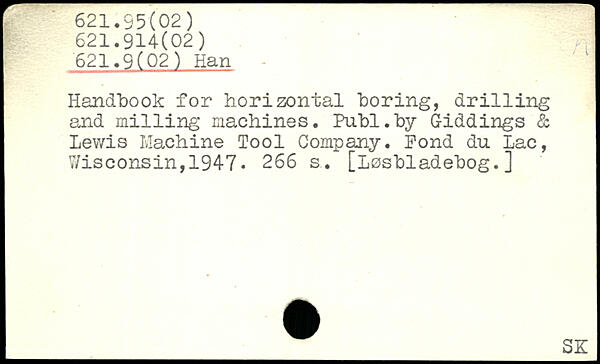 621.95(02)
621.914(02)
621.9(02) Han
Handbook for horizontal boring, drilling
and milling machines. Publ.by Giddings &
Lewis Machine Tool Company. Fond du Lac,
Wisconsin,1947. 266 s. [Løsbladebog.]
SK